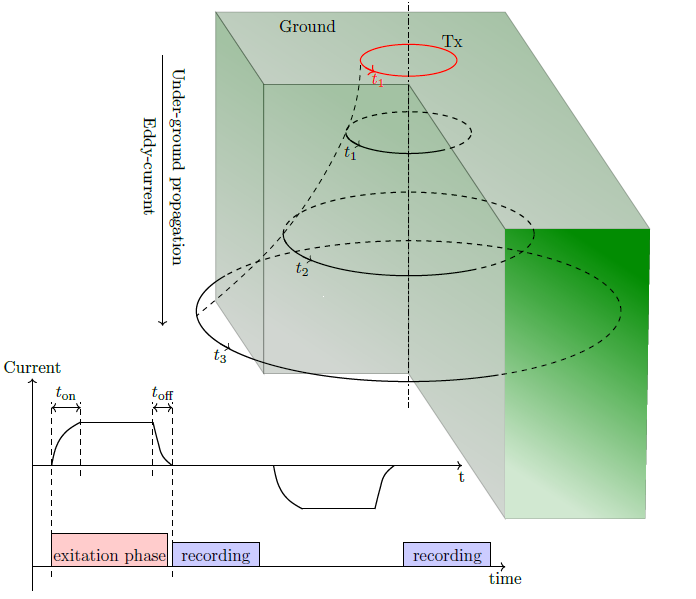 Ground
Tx
t1
t1
t2
t3
Under-ground propagation
Eddy-current
Current
ton
toff
t
exitation phase
recording
recording
time